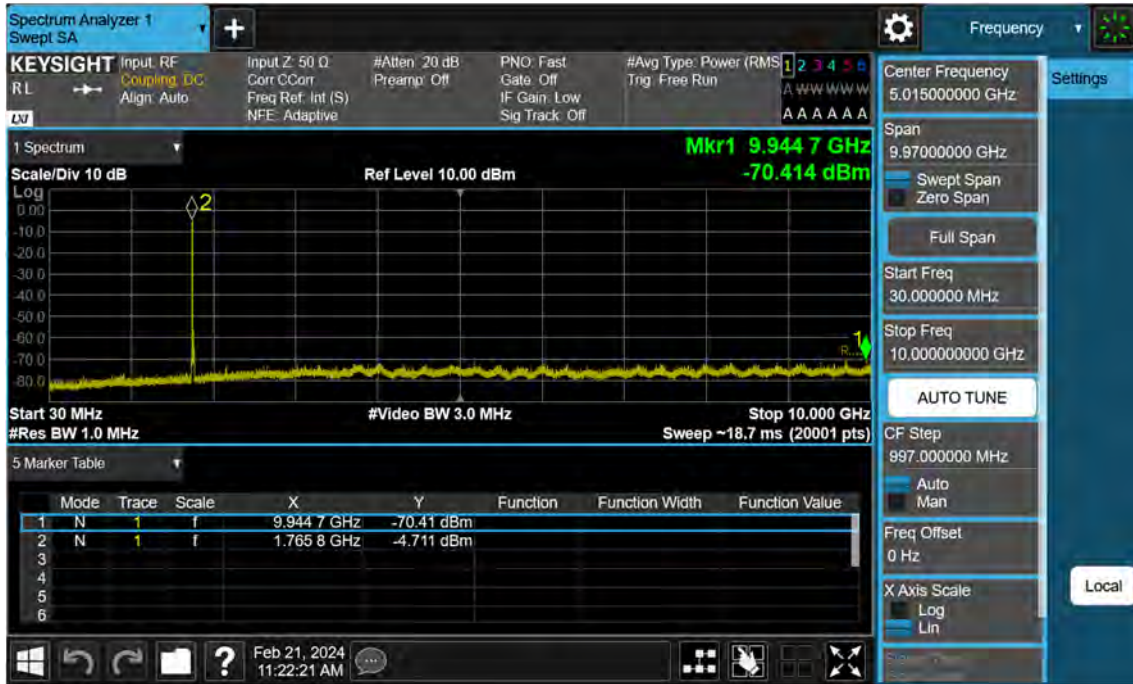 Spectrum Analyzer 1
Swept SA
+
Frequency
KEYSIGHT
RL
LXI
Input: RF
Coupling: DC
Align: Auto
Input Z: 50 Ω
Corr CCorr
Freq Ref: Int (S)
NFE: Adaptive
#Atten: 20 dB
Preamp: Off
PNO: Fast
Gate: Off
IF Gain: Low
Sig Track: Off
#Avg Type: Power (RMS
Trig: Free Run
1 2 3 4 5 6
A W W W W W
A A A A A A
1 Spectrum
Scale/Div 10 dB
Ref Level 10.00 dBm
Mkr1 9.944 7 GHz
-70.414 dBm
Log
0.00
-10.0
-20.0
-30.0
-40.0
-50.0
-60.0
-70.0
-80.0
2
1
Start 30 MHz
#Video BW 3.0 MHz
Stop 10.000 GHz
#Res BW 1.0 MHz
Sweep ~18.7 ms (20001 pts)
5 Marker Table
Mode Trace Scale X Y Function Function Width Function Value
1 N 1 f 9.944 7 GHz -70.41 dBm
2 N 1 f 1.765 8 GHz -4.711 dBm
3
4
5
6
Feb 21, 2024
11:22:21 AM
Center Frequency
5.015000000 GHz
Settings
Span
9.97000000 GHz
Swept Span
Zero Span
Full Span
Start Freq
30.000000 MHz
Stop Freq
10.000000000 GHz
AUTO TUNE
CF Step
997.000000 MHz
Auto
Man
Freq Offset
0 Hz
X Axis Scale
Log
Lin
Local